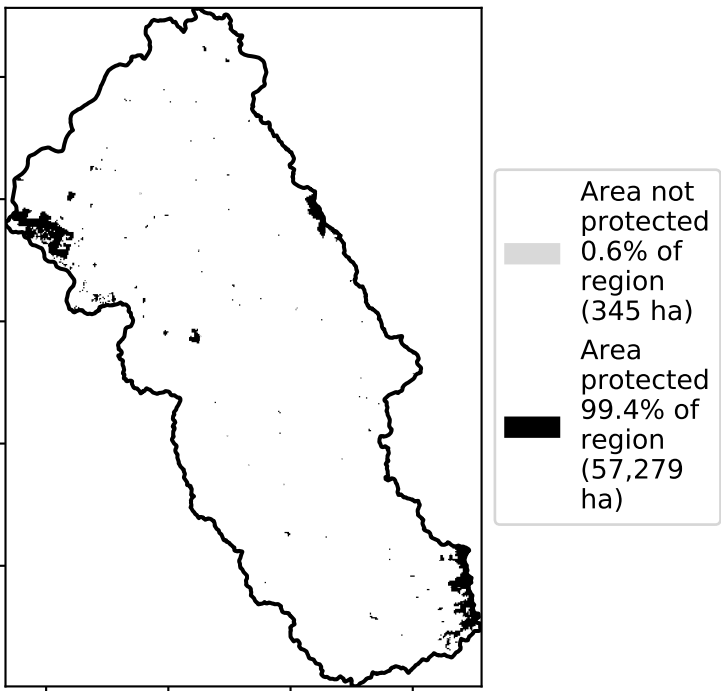 Area not
protected
0.6% of
region
(345 ha)
Area
protected
99.4% of
region
(57,279
ha)